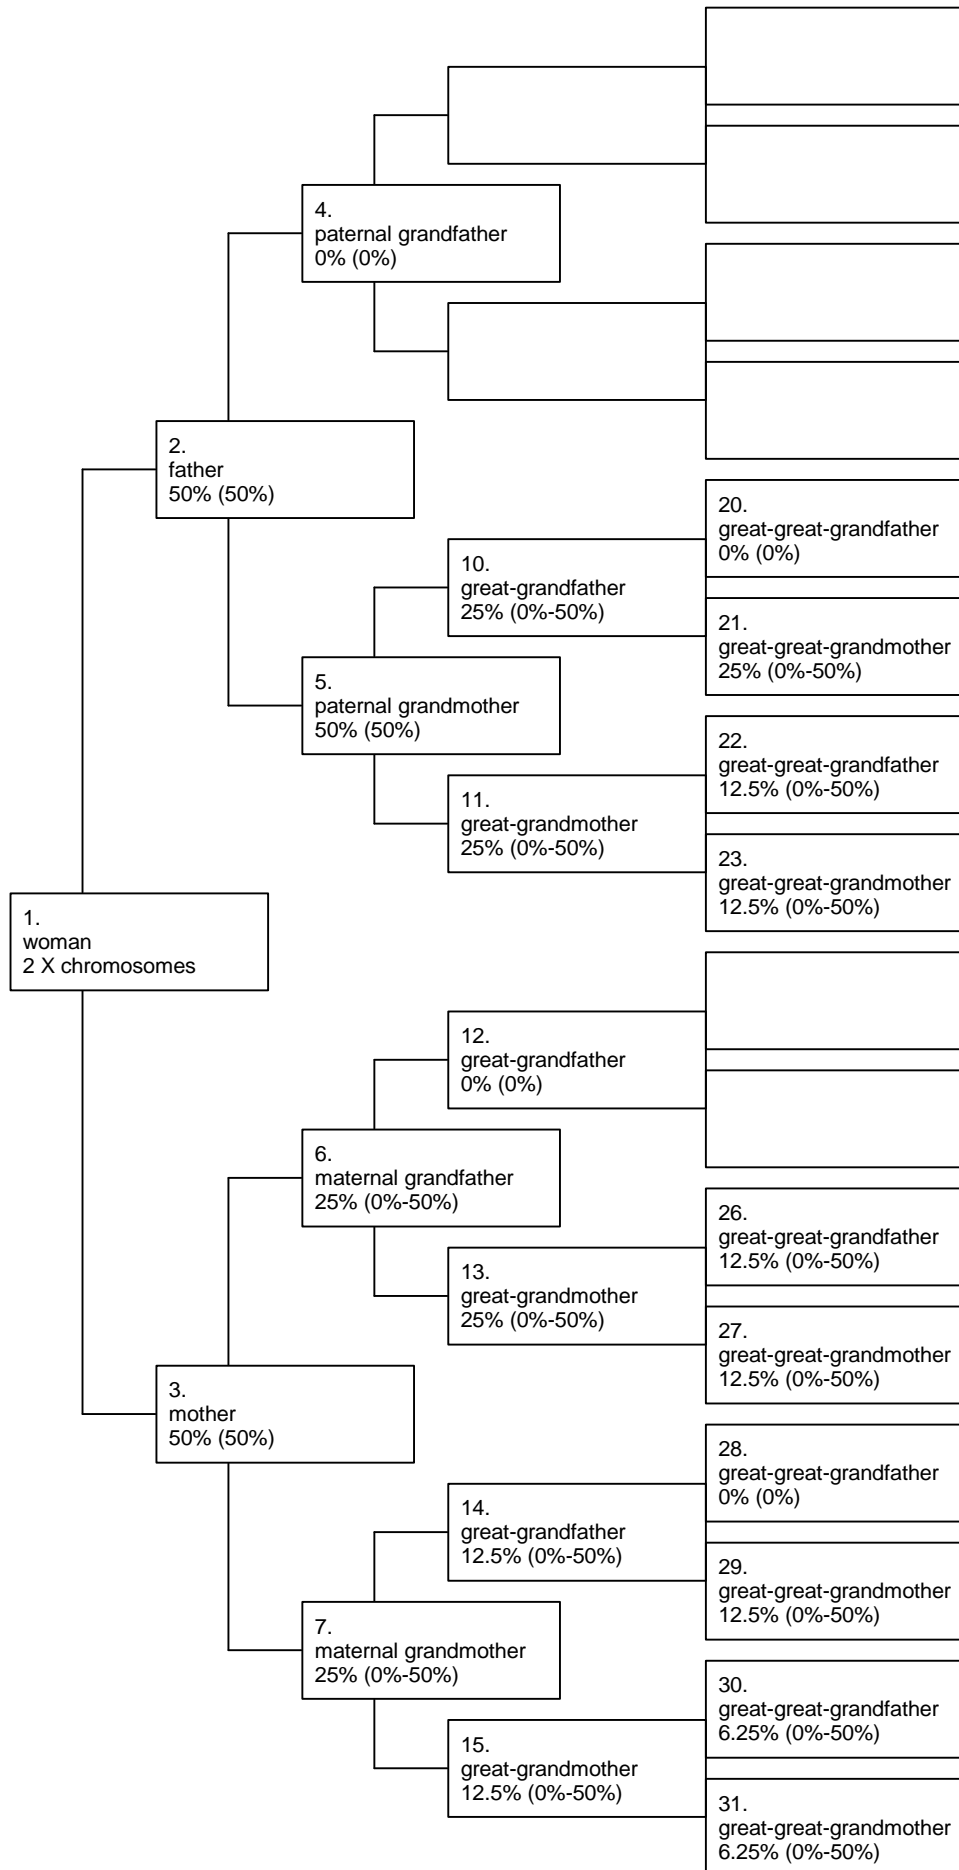 4.
paternal grandfather
0% (0%)
2.
father
50% (50%)
20.
great-great-grandfather
0% (0%)
10.
great-grandfather
25% (0%-50%)
21.
great-great-grandmother
25% (0%-50%)
5.
paternal grandmother
50% (50%)
22.
great-great-grandfather
12.5% (0%-50%)
11.
great-grandmother
25% (0%-50%)
23.
great-great-grandmother
12.5% (0%-50%)
1.
woman
2 X chromosomes
12.
great-grandfather
0% (0%)
6.
maternal grandfather
25% (0%-50%)
26.
great-great-grandfather
12.5% (0%-50%)
13.
great-grandmother
25% (0%-50%)
27.
great-great-grandmother
12.5% (0%-50%)
3.
mother
50% (50%)
28.
great-great-grandfather
0% (0%)
14.
great-grandfather
12.5% (0%-50%)
29.
great-great-grandmother
12.5% (0%-50%)
7.
maternal grandmother
25% (0%-50%)
30.
great-great-grandfather
6.25% (0%-50%)
15.
great-grandmother
12.5% (0%-50%)
31.
great-great-grandmother
6.25% (0%-50%)